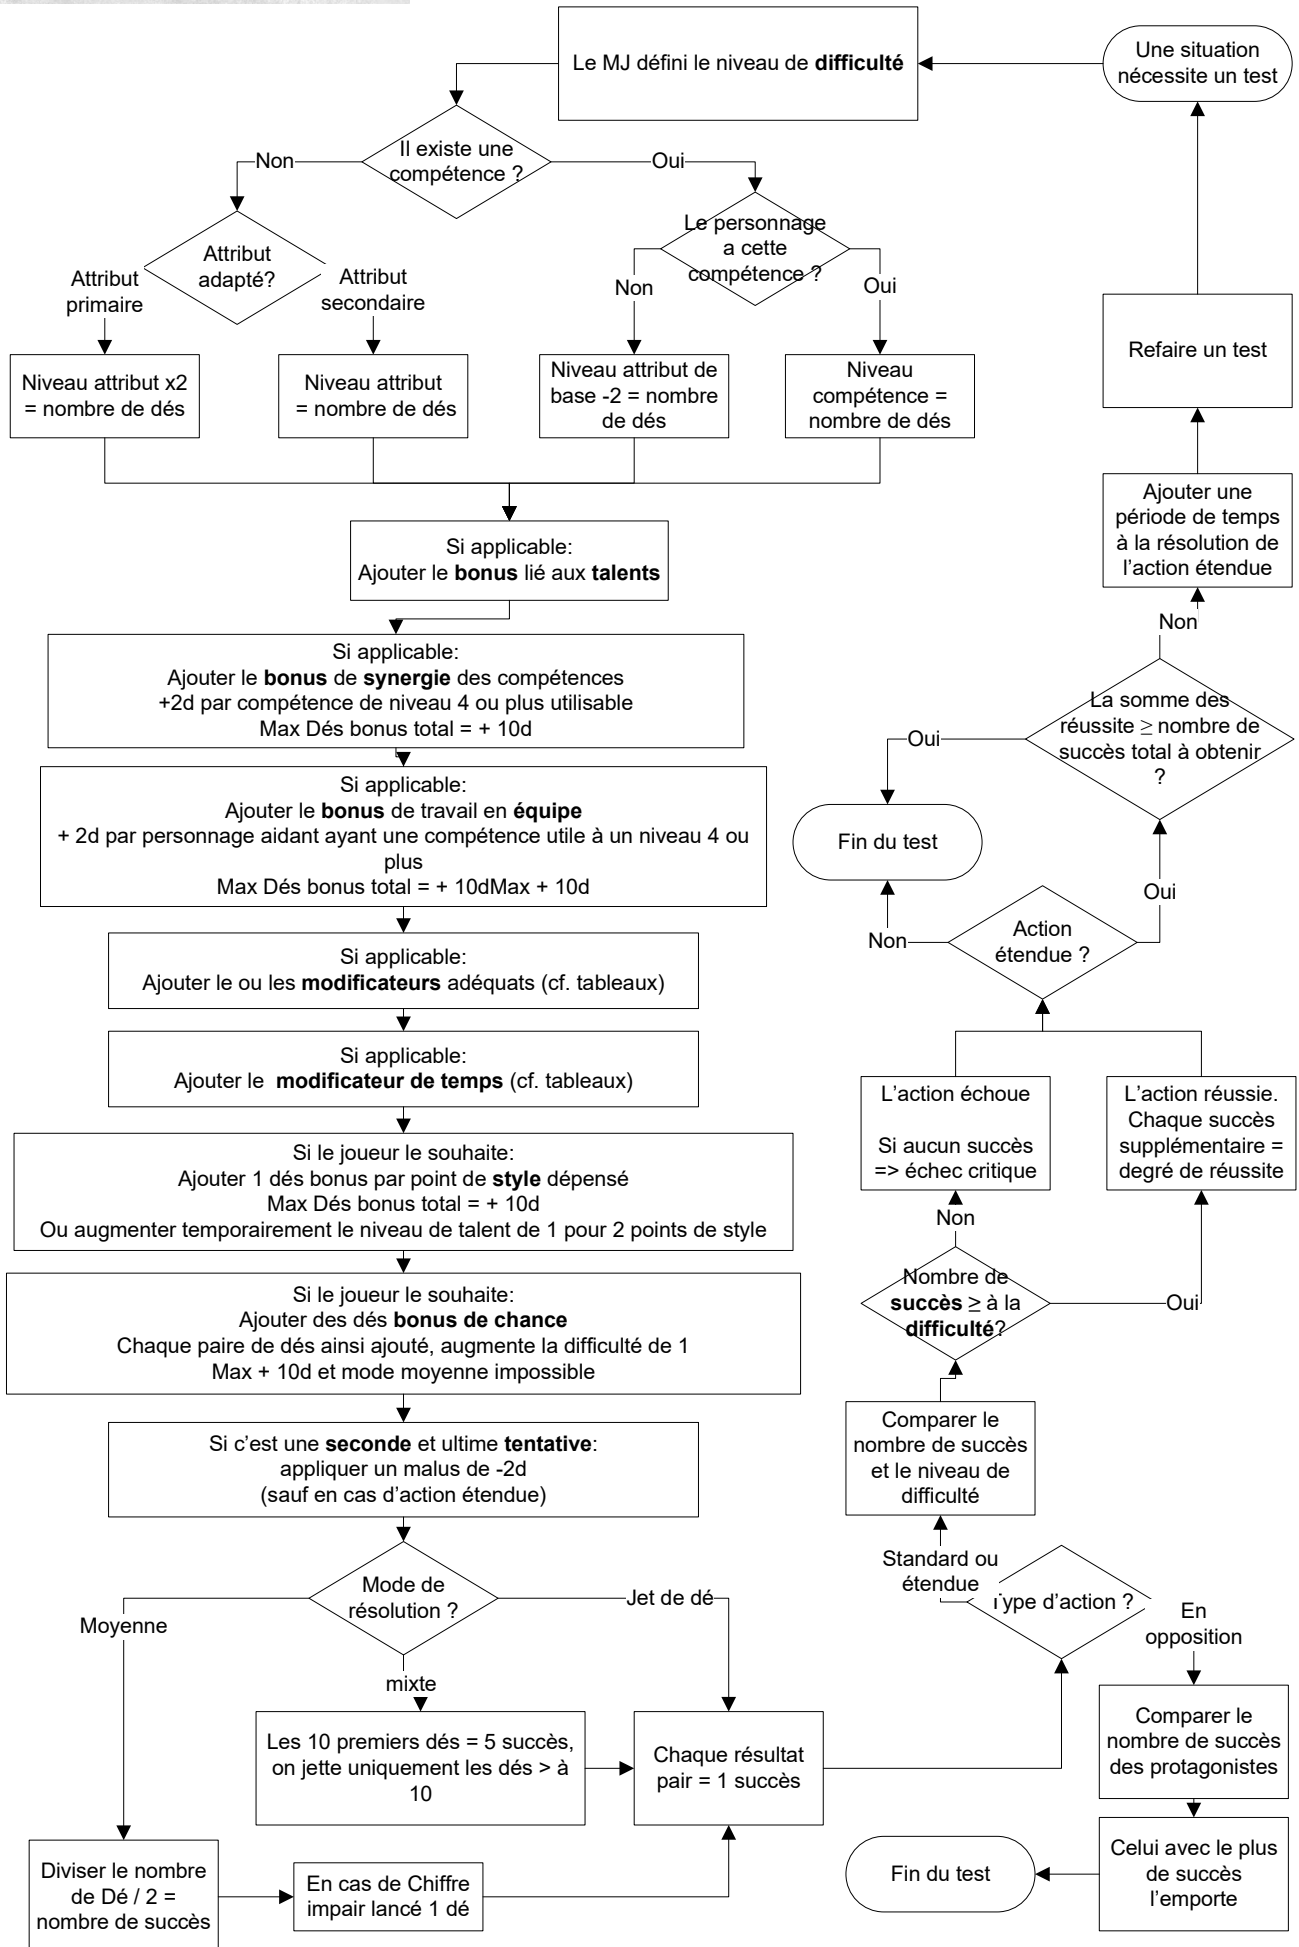 Le MJ défini le niveau de difficulté
Une situation
nécessite un test
Il existe une
compétence ?
Non
Oui
Attribut
adapté?
Le personnage
a cette
compétence ?
Attribut
primaire
Attribut
secondaire
Non
Oui
Niveau attribut x2
= nombre de dés
Niveau attribut
= nombre de dés
Niveau attribut de
base -2 = nombre
de dés
Niveau
compétence =
nombre de dés
Refaire un test
Ajouter une
période de temps
à la résolution de
l'action étendue
Si applicable:
Ajouter le bonus lié aux talents
Si applicable:
Ajouter le bonus de synergie des compétences
+2d par compétence de niveau 4 ou plus utilisable
Max Dés bonus total = + 10d
Non
La somme des
réussite ≥ nombre de
succès total à obtenir
?
Oui
Si applicable:
Ajouter le bonus de travail en équipe
+ 2d par personnage aidant ayant une compétence utile à un niveau 4 ou
plus
Max Dés bonus total = + 10dMax + 10d
Fin du test
Oui
Non
Action
étendue ?
Si applicable:
Ajouter le ou les modificateurs adéquats (cf. tableaux)
Si applicable:
Ajouter le  modificateur de temps (cf. tableaux)
L'action échoue
Si aucun succès
=> échec critique
L'action réussie.
Chaque succès
supplémentaire =
degré de réussite
Si le joueur le souhaite:
Ajouter 1 dés bonus par point de style dépensé
Max Dés bonus total = + 10d
Ou augmenter temporairement le niveau de talent de 1 pour 2 points de style
Non
Nombre de
succès ≥ à la
difficulté?
Oui
Si le joueur le souhaite:
Ajouter des dés bonus de chance
Chaque paire de dés ainsi ajouté, augmente la difficulté de 1
Max + 10d et mode moyenne impossible
Si c'est une seconde et ultime tentative:
appliquer un malus de -2d
(sauf en cas d'action étendue)
Comparer le
nombre de succès
et le niveau de
difficulté
Mode de
résolution ?
Moyenne
Jet de dé
mixte
Standard ou
étendue
Type d'action ?
En
opposition
Les 10 premiers dés = 5 succès,
on jette uniquement les dés > à
10
Chaque résultat
pair = 1 succès
Comparer le
nombre de succès
des protagonistes
Diviser le nombre
de Dé / 2 =
nombre de succès
En cas de Chiffre
impair lancé 1 dé
Fin du test
Celui avec le plus
de succès
l'emporte